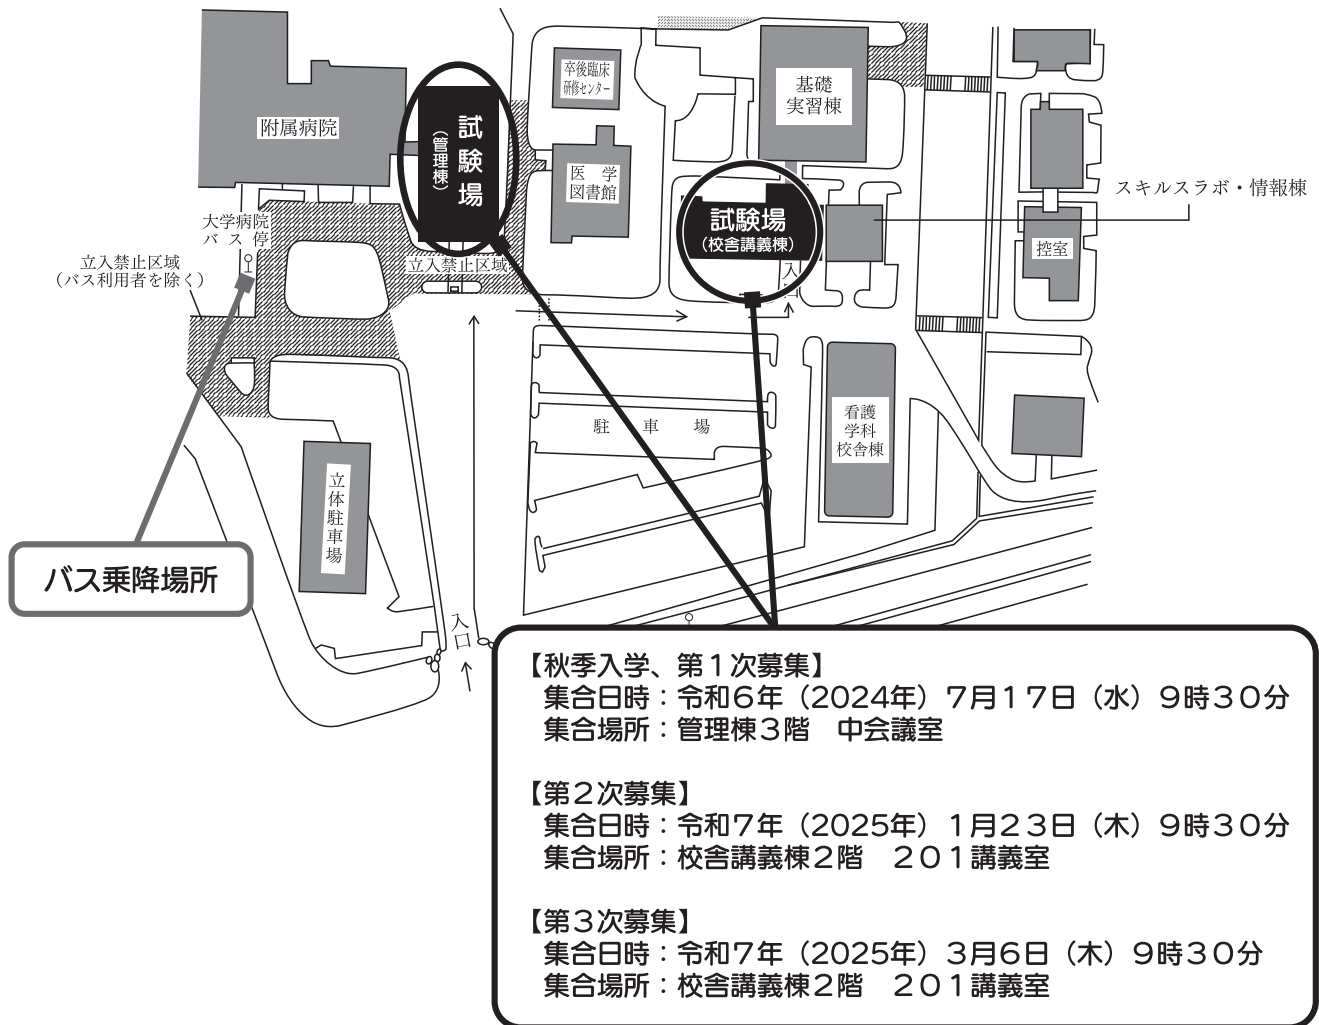 附属病院
試験場
(管理棟)
卒後臨床
研修センター
医学
図書館
基礎
実習棟
試験場
(校舎講義棟)
スキルスラボ・情報棟
控室
大学病院
バス停
立入禁止区域
(バス利用者を除く)
立入禁止区域
入口
駐車場
看護
学科
校舎棟
立体駐車場
バス乗降場所
入口
【秋季入学、第1次募集】
集合日時:令和6年(2024年)7月17日(水)9時30分
集合場所:管理棟3階 中会議室
【第2次募集】
集合日時:令和7年(2025年)1月23日(木)9時30分
集合場所:校舎講義棟2階 201講義室
【第3次募集】
集合日時:令和7年(2025年)3月6日(木)9時30分
集合場所:校舎講義棟2階 201講義室